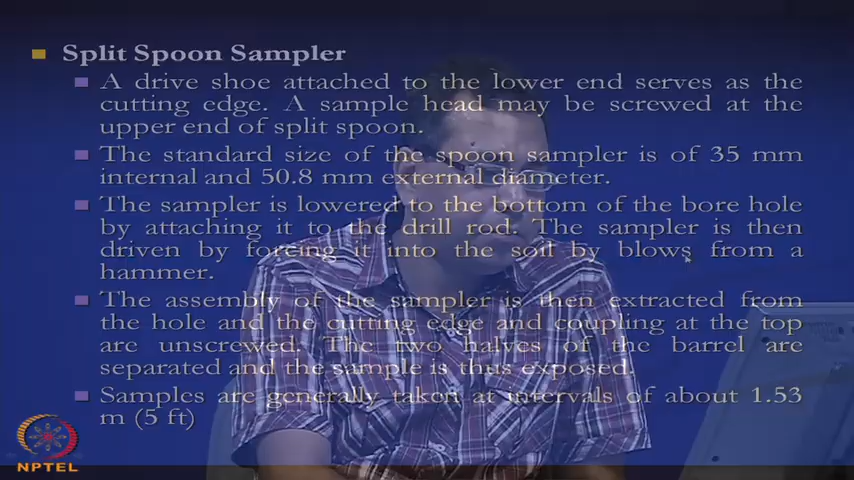 Split Spoon Sampler
A drive shoe attached to the lower end serves as the
cutting edge. A sample head may be screwed at the
upper end of split spoon.
The standard size of the spoon sampler is of 35 mm
internal and 50.8 mm external diameter.
The sampler is lowered to the bottom of the bore hole
by attaching it to the drill rod. The sampler is then
driven by forcing it into the soil by blows from a
hammer.
The assembly of the sampler is then extracted from
the hole and the cutting edge and coupling at the top
are unscrewed. The two halves of the barrel are
separated and the sample is thus exposed.
Samples are generally taken at intervals of about 1.53
m (5 ft)
NPTEL